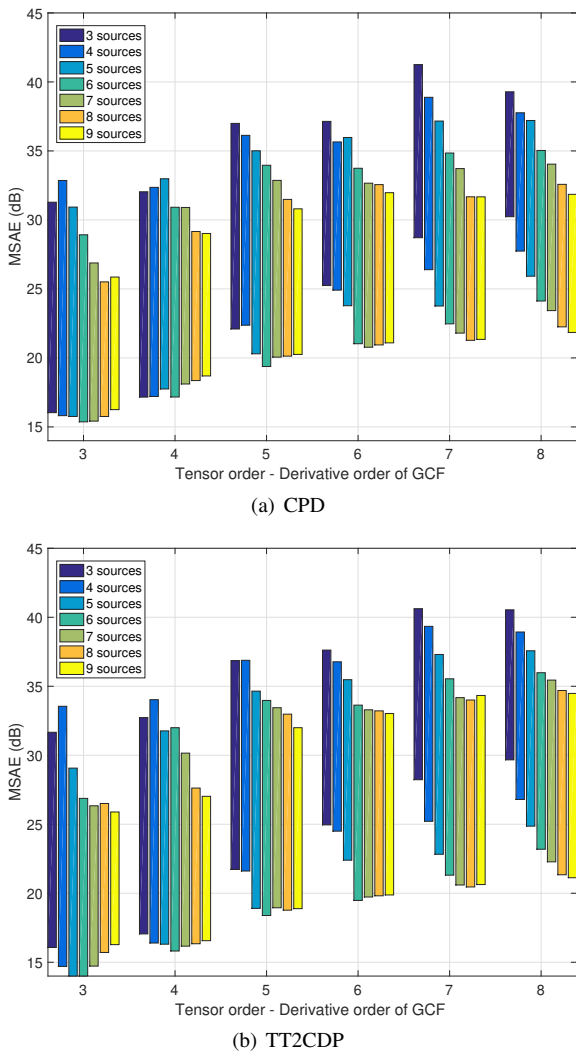 45
40
35
30
25
20
15
MSAE (dB)
3 sources
4 sources
5 sources
6 sources
7 sources
8 sources
9 sources
3 4 5 6 7 8
Tensor order - Derivative order of GCF
(a) CPD
45
40
35
30
25
20
15
MSAE (dB)
3 sources
4 sources
5 sources
6 sources
7 sources
8 sources
9 sources
3 4 5 6 7 8
Tensor order - Derivative order of GCF
(b) TT2CDP